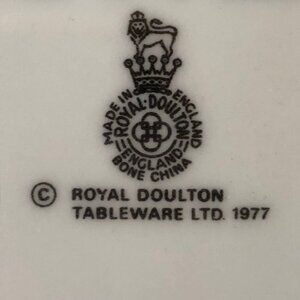 MADE IN ENGLAND
ROYAL·DOULTON
ENGLAND
BONE CHINA
© ROYAL DOULTON
TABLEWARE LTD. 1977